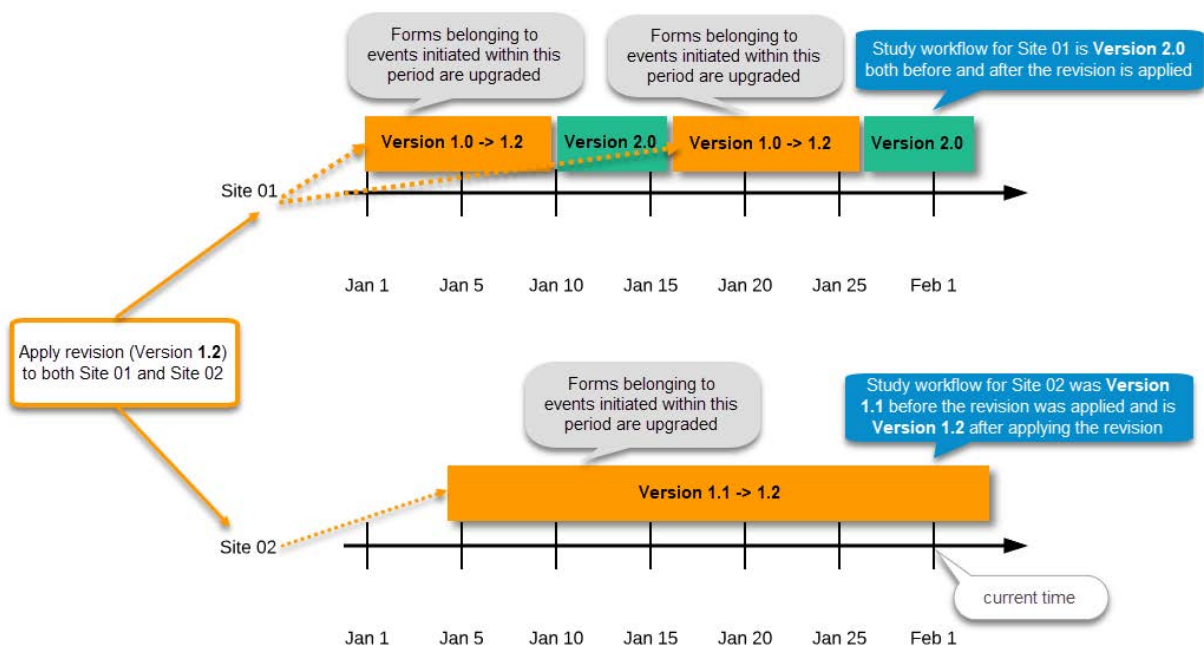 Forms belonging to
events initiated within this
period are upgraded
Forms belonging to
events initiated within this
period are upgraded
Study workflow for Site 01 is Version 2.0
both before and after the revision is applied
Version 1.0 -> 1.2
Version 2.0
Version 1.0 -> 1.2
Version 2.0
Site 01
Jan 1
Jan 5
Jan 10
Jan 15
Jan 20
Jan 25
Feb 1
Apply revision (Version 1.2)
to both Site 01 and Site 02
Forms belonging to
events initiated within this
period are upgraded
Study workflow for Site 02 was Version
1.1 before the revision was applied and is
Version 1.2 after applying the revision
Version 1.1 -> 1.2
Site 02
current time
Jan 1
Jan 5
Jan 10
Jan 15
Jan 20
Jan 25
Feb 1